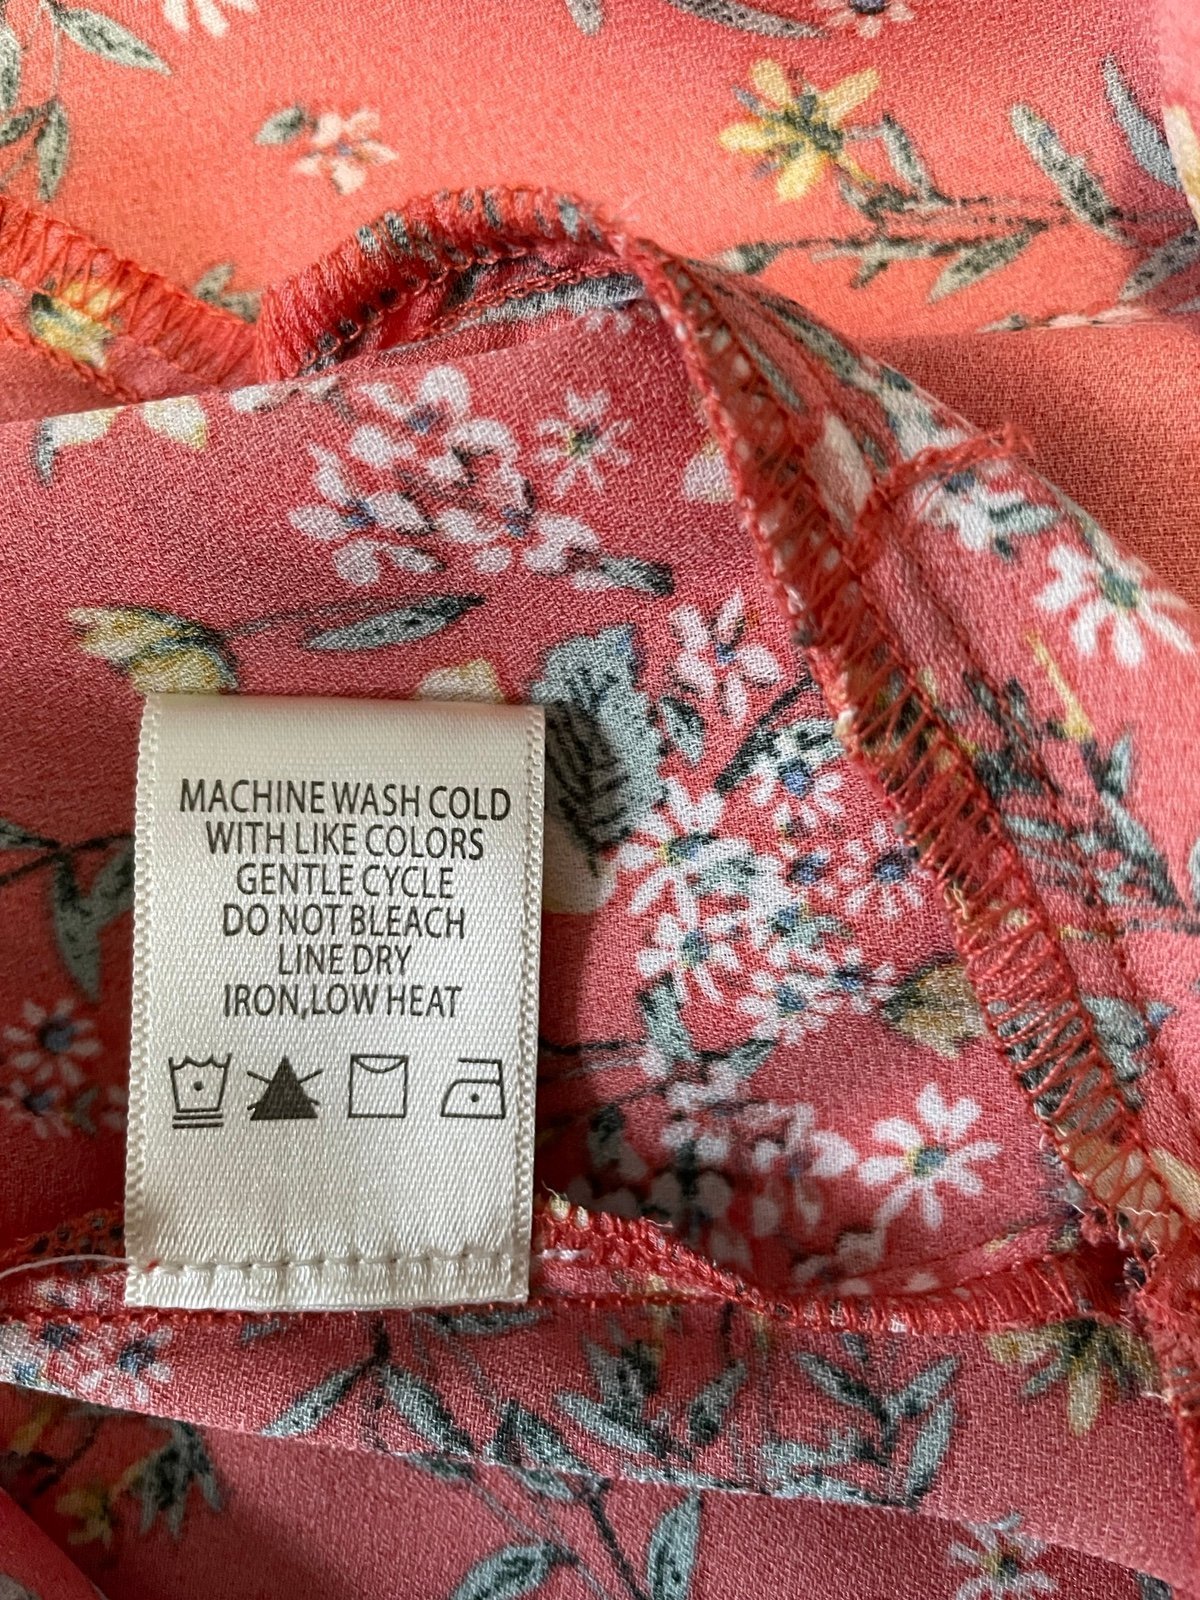 MACHINE WASH COLD
WITH LIKE COLORS
GENTLE CYCLE
DO NOT BLEACH
LINE DRY
IRON,LOW HEAT